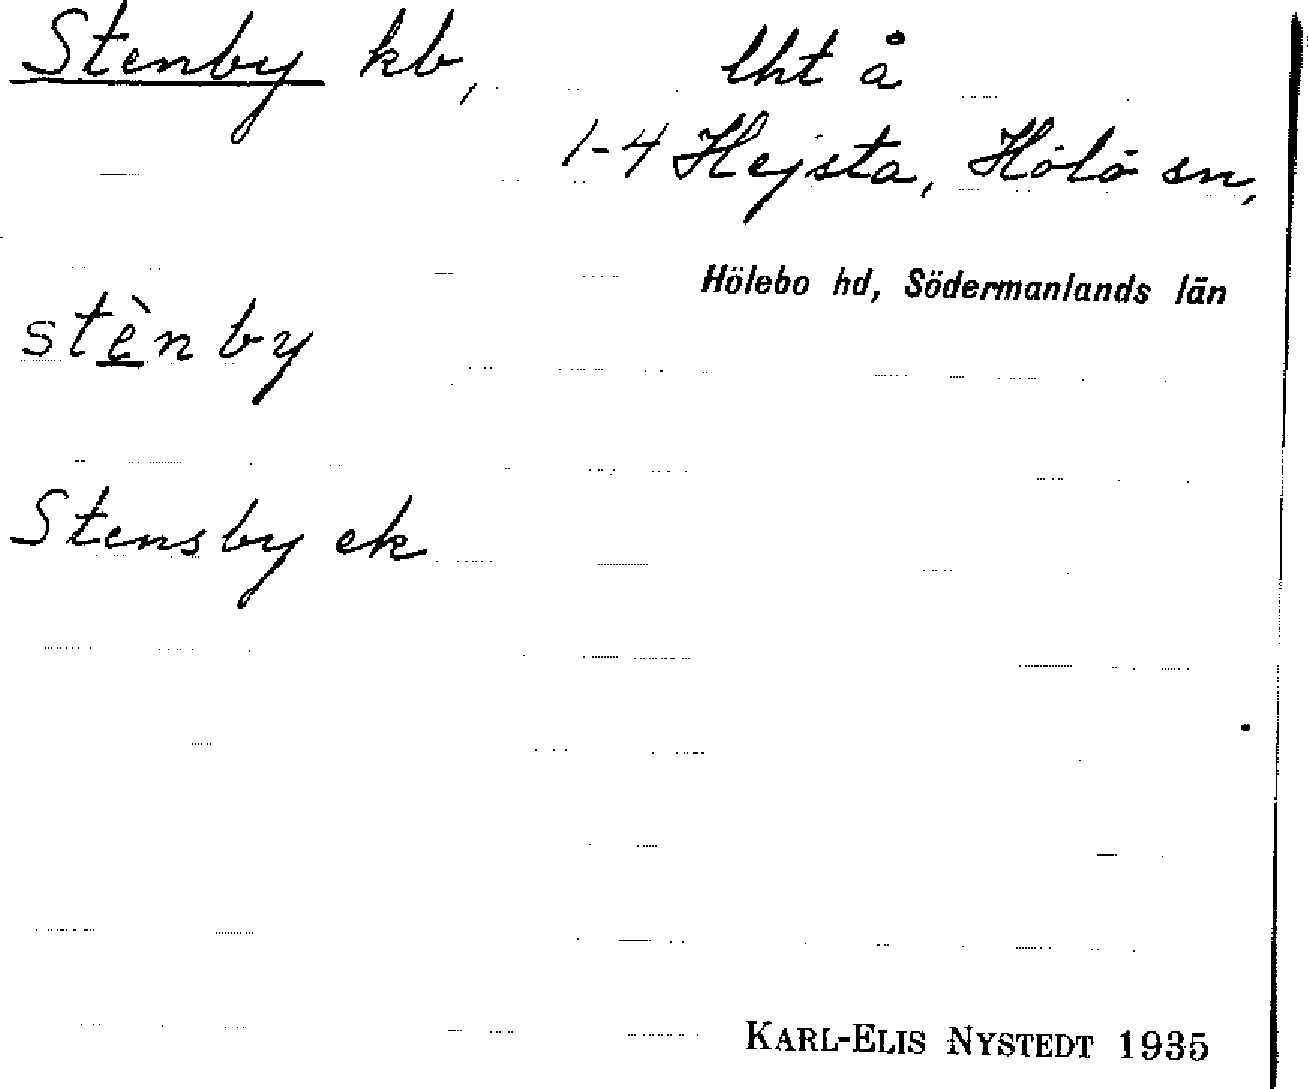 Stenby kb, lht å
1-4 Hejsta, Hölö sn,
Hölebo hd, Södermanlands län
stènby
Stensby ek
KARL-ELIS NYSTEDT 1935